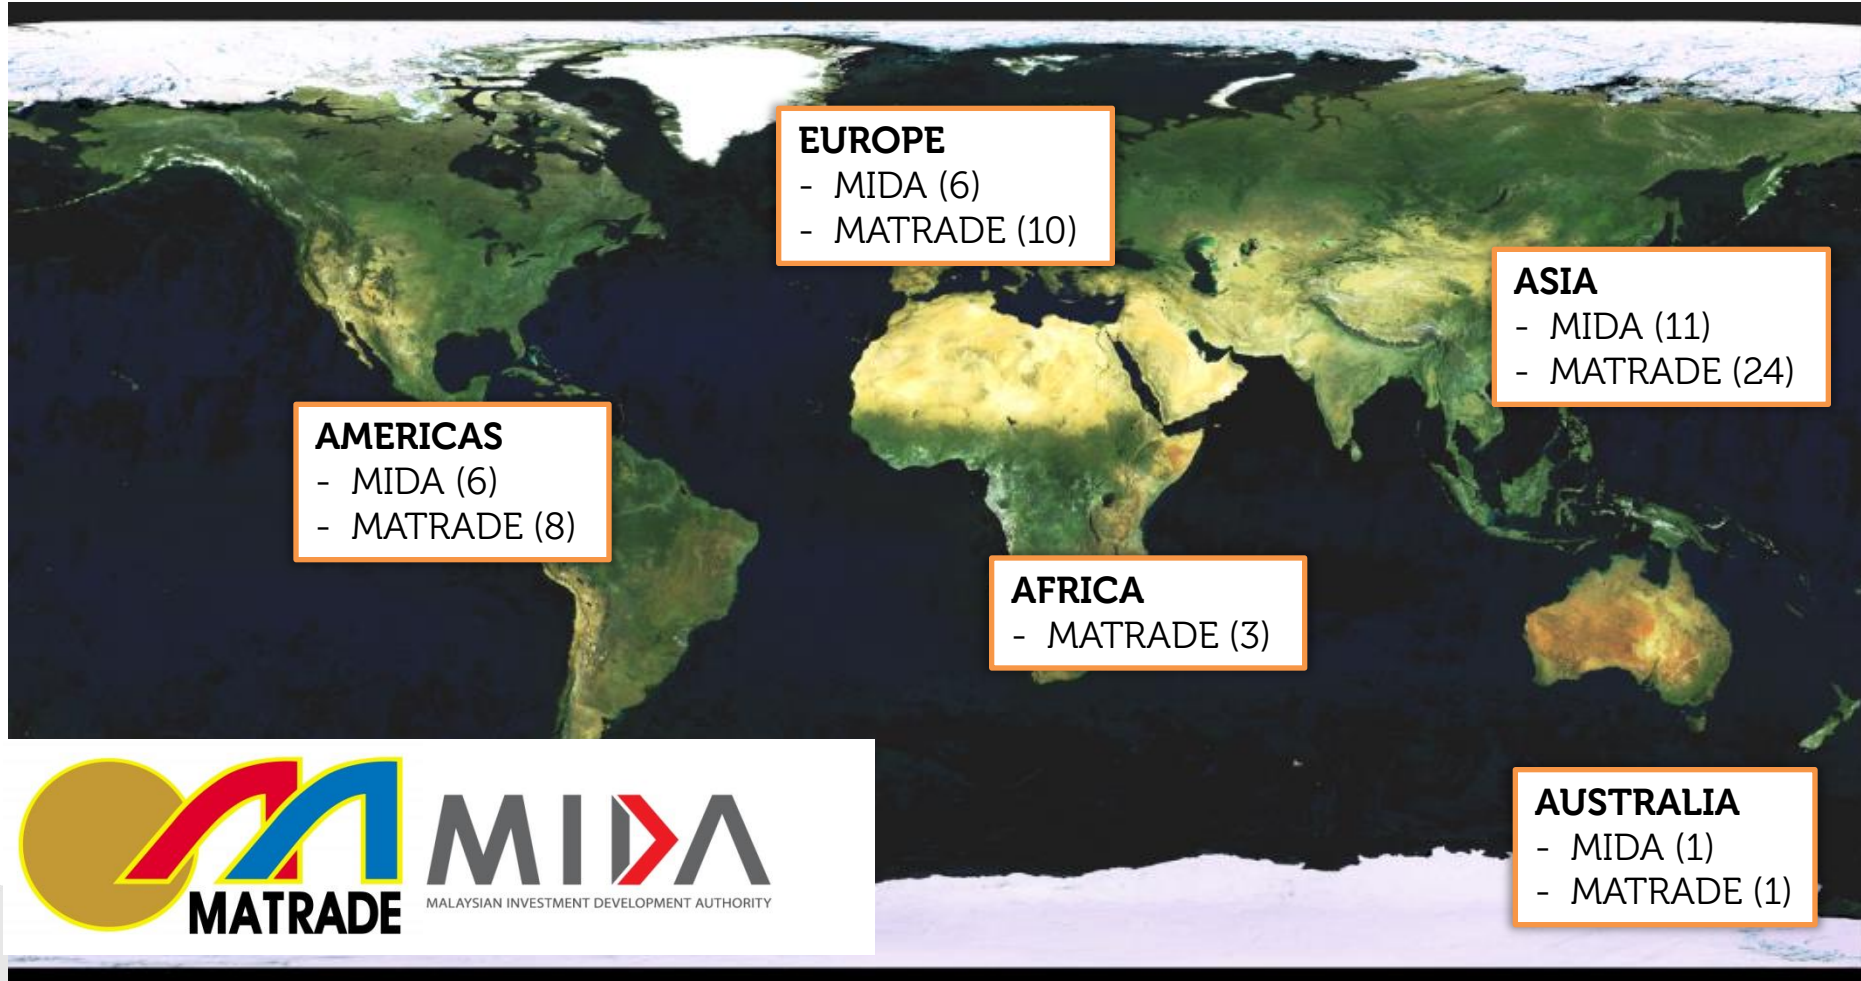 EUROPE
- MIDA (6)
- MATRADE (10)
ASIA
- MIDA (11)
- MATRADE (24)
AMERICAS
- MIDA (6)
- MATRADE (8)
AFRICA
- MATRADE (3)
AUSTRALIA
- MIDA (1)
- MATRADE (1)
MATRADE
MIDA
MALAYSIAN INVESTMENT DEVELOPMENT AUTHORITY